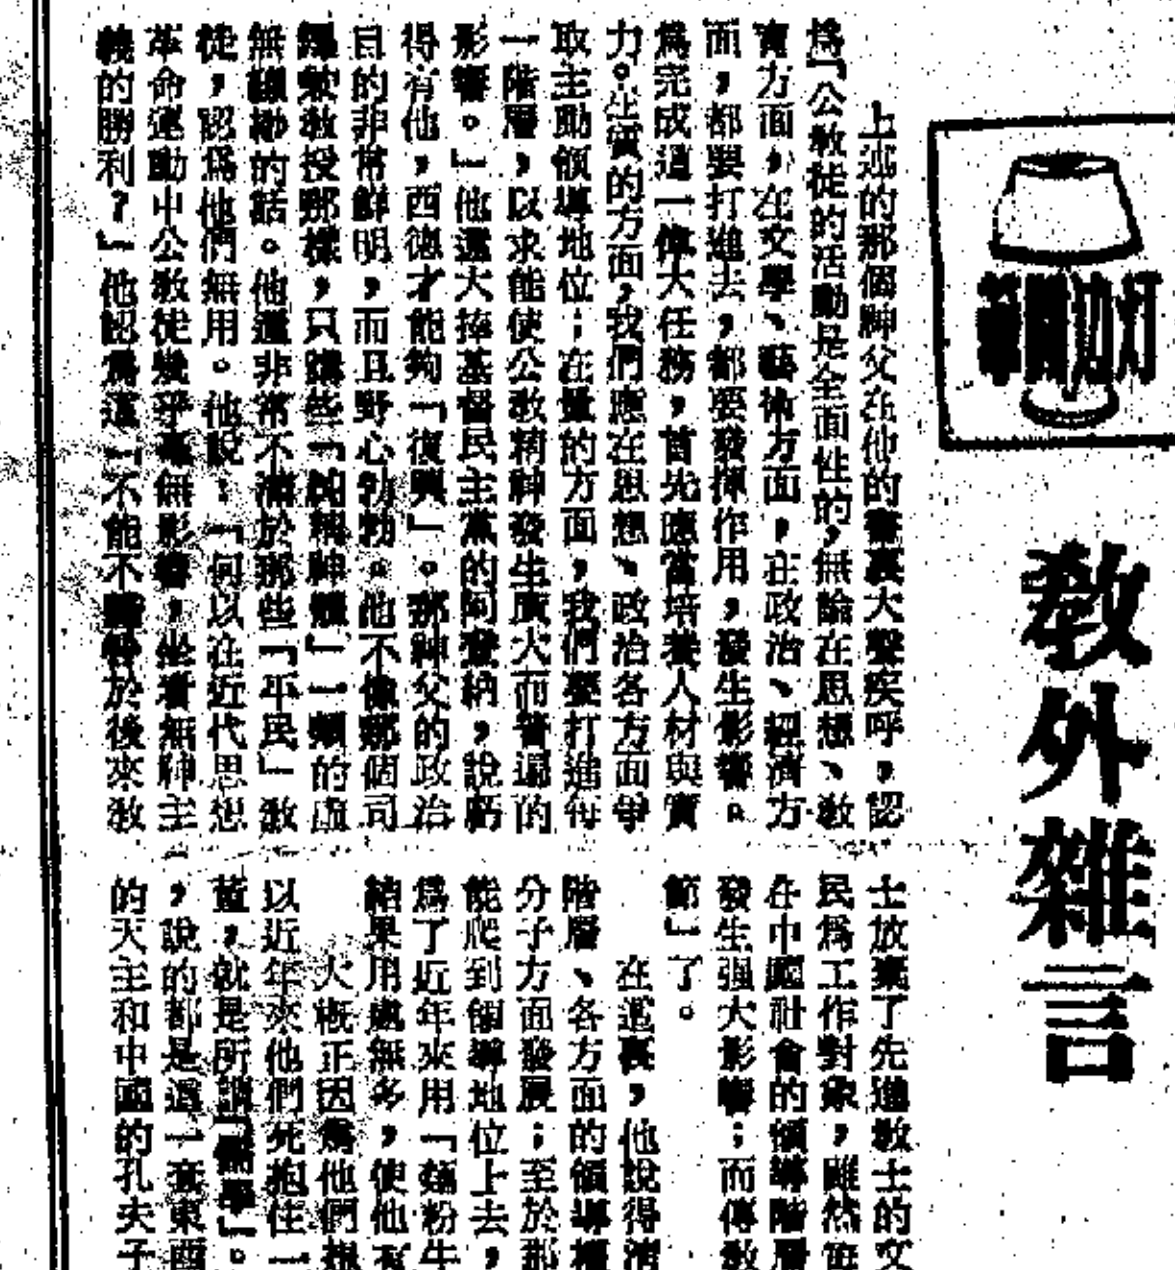 教外雜言
上述的那個神父在他的書裏大聲疾呼，認
為「公教徒的活動是全面性的，無論在思想、教
育方面，在文學、藝術方面，在政治、經濟方
面，都要打進去，都要發揮作用，發生影響。
為完成這一偉大任務，首先應當培養人材與實
力。在質的方面，我們應在思想、政治各方面爭
取主動領導地位；在量的方面，我們要打進每
一階層，以求能使公教精神發生廣大而普遍的
影響。」他還大捧基督民主黨的阿登納，說虧
得有他，西德才能夠「復興」。那神父的政治
目的非常鮮明，而且野心勃勃。他不像那個司
教授那樣，只講些「純精神體」一類的虛
無縹緲的話。他還非常不滿於那些「平民」教
徒，認為他們無用。他說：「何以在近代思想
革命運動中公教徒幾乎毫無影響，坐看無神主
義的勝利？」他認為這「不能不歸咎於後來教
士放棄了先進教士的文
民為工作對象，雖然在
在中國社會的領導階層
發生强大影響；而傳教
節」了。
在這裏，他說得清
階層、各方面的領導權
分子方面發展；至於那
能爬到領導地位上去，
為了近年來用「麵粉牛
結果用處無多，使他有
大概正因為他們想
以近年來他們死抱住一
藍，就是所謂「儒學」。
，說的都是這一套東西
的天主和中國的孔夫子